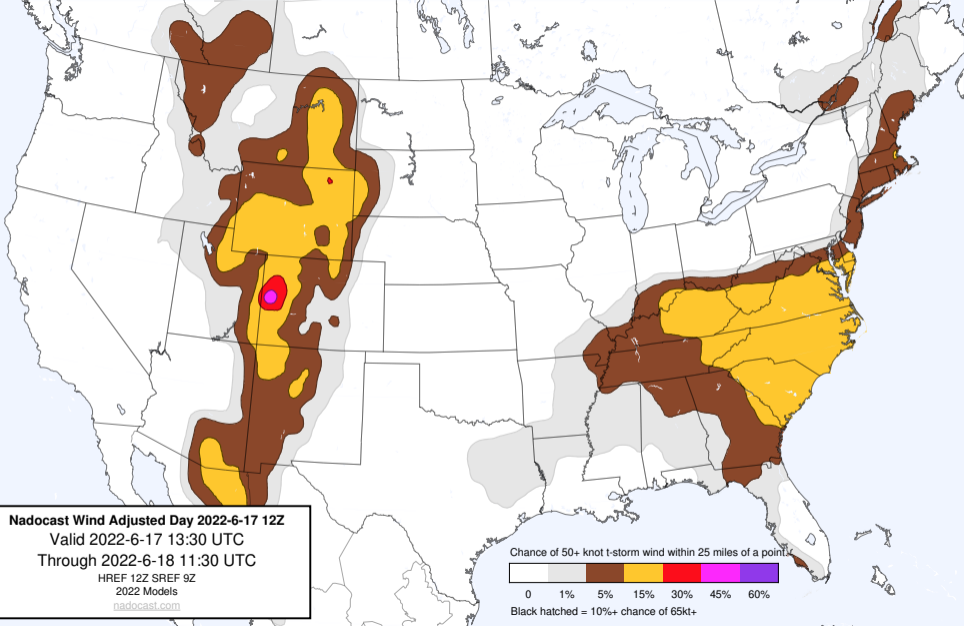 Nadocast Wind Adjusted Day 2022-6-17 12Z
Valid 2022-6-17 13:30 UTC
Through 2022-6-18 11:30 UTC
HREF 12Z SREF 9Z
2022 Models
nadocast.com
Chance of 50+ knot t-storm wind within 25 miles of a point.
0 1% 5% 15% 30% 45% 60%
Black hatched = 10%+ chance of 65kt+